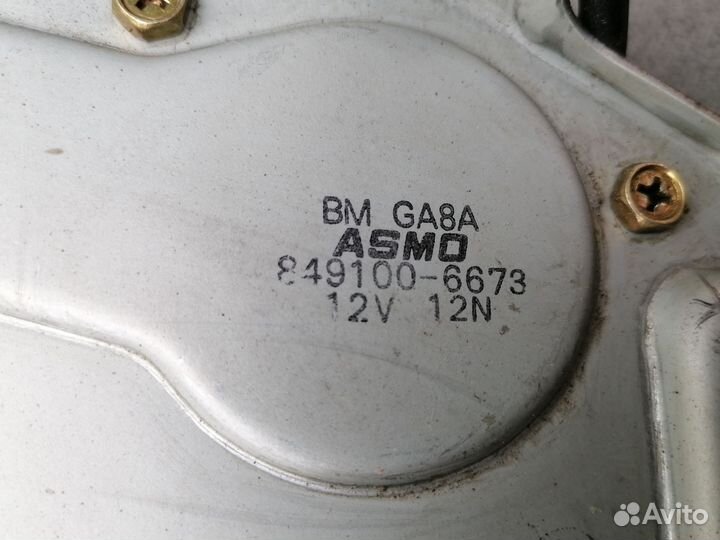 BM GA8A
ASMO
849100-6673
12V 12N
Avito